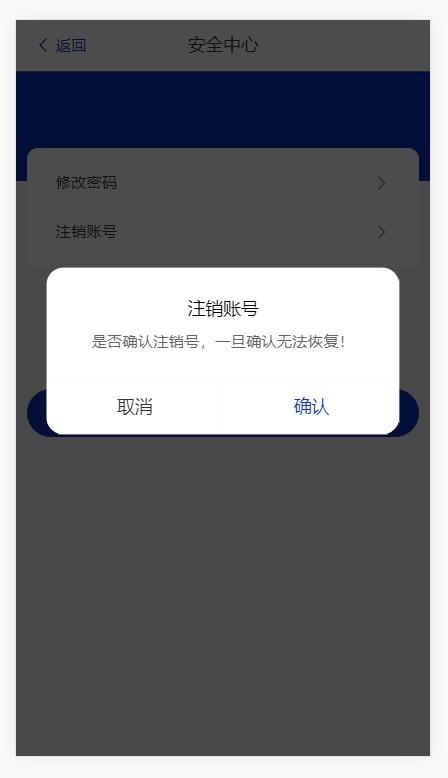 返回
安全中心
修改密码
注销账号
注销账号
是否确认注销号，一旦确认无法恢复！
取消
确认